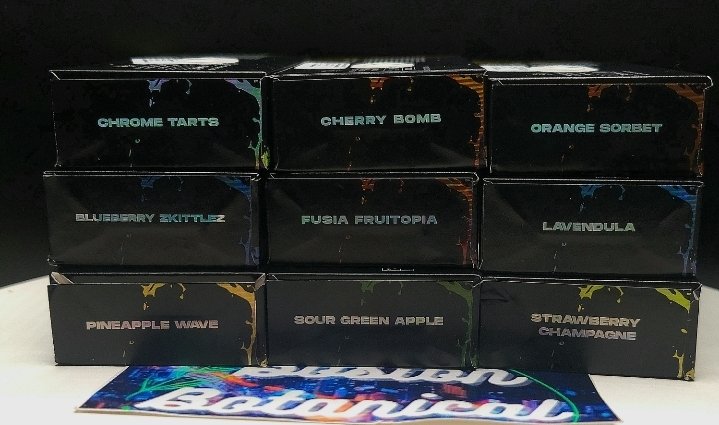 CHROME TARTS
CHERRY BOMB
ORANGE SORBET
BLUEBERRY ZKITTLEZ
FUSIA FRUITOPIA
LAVENDULA
PINEAPPLE WAVE
SOUR GREEN APPLE
STRAWBERRY
CHAMPAGNE
Botanical